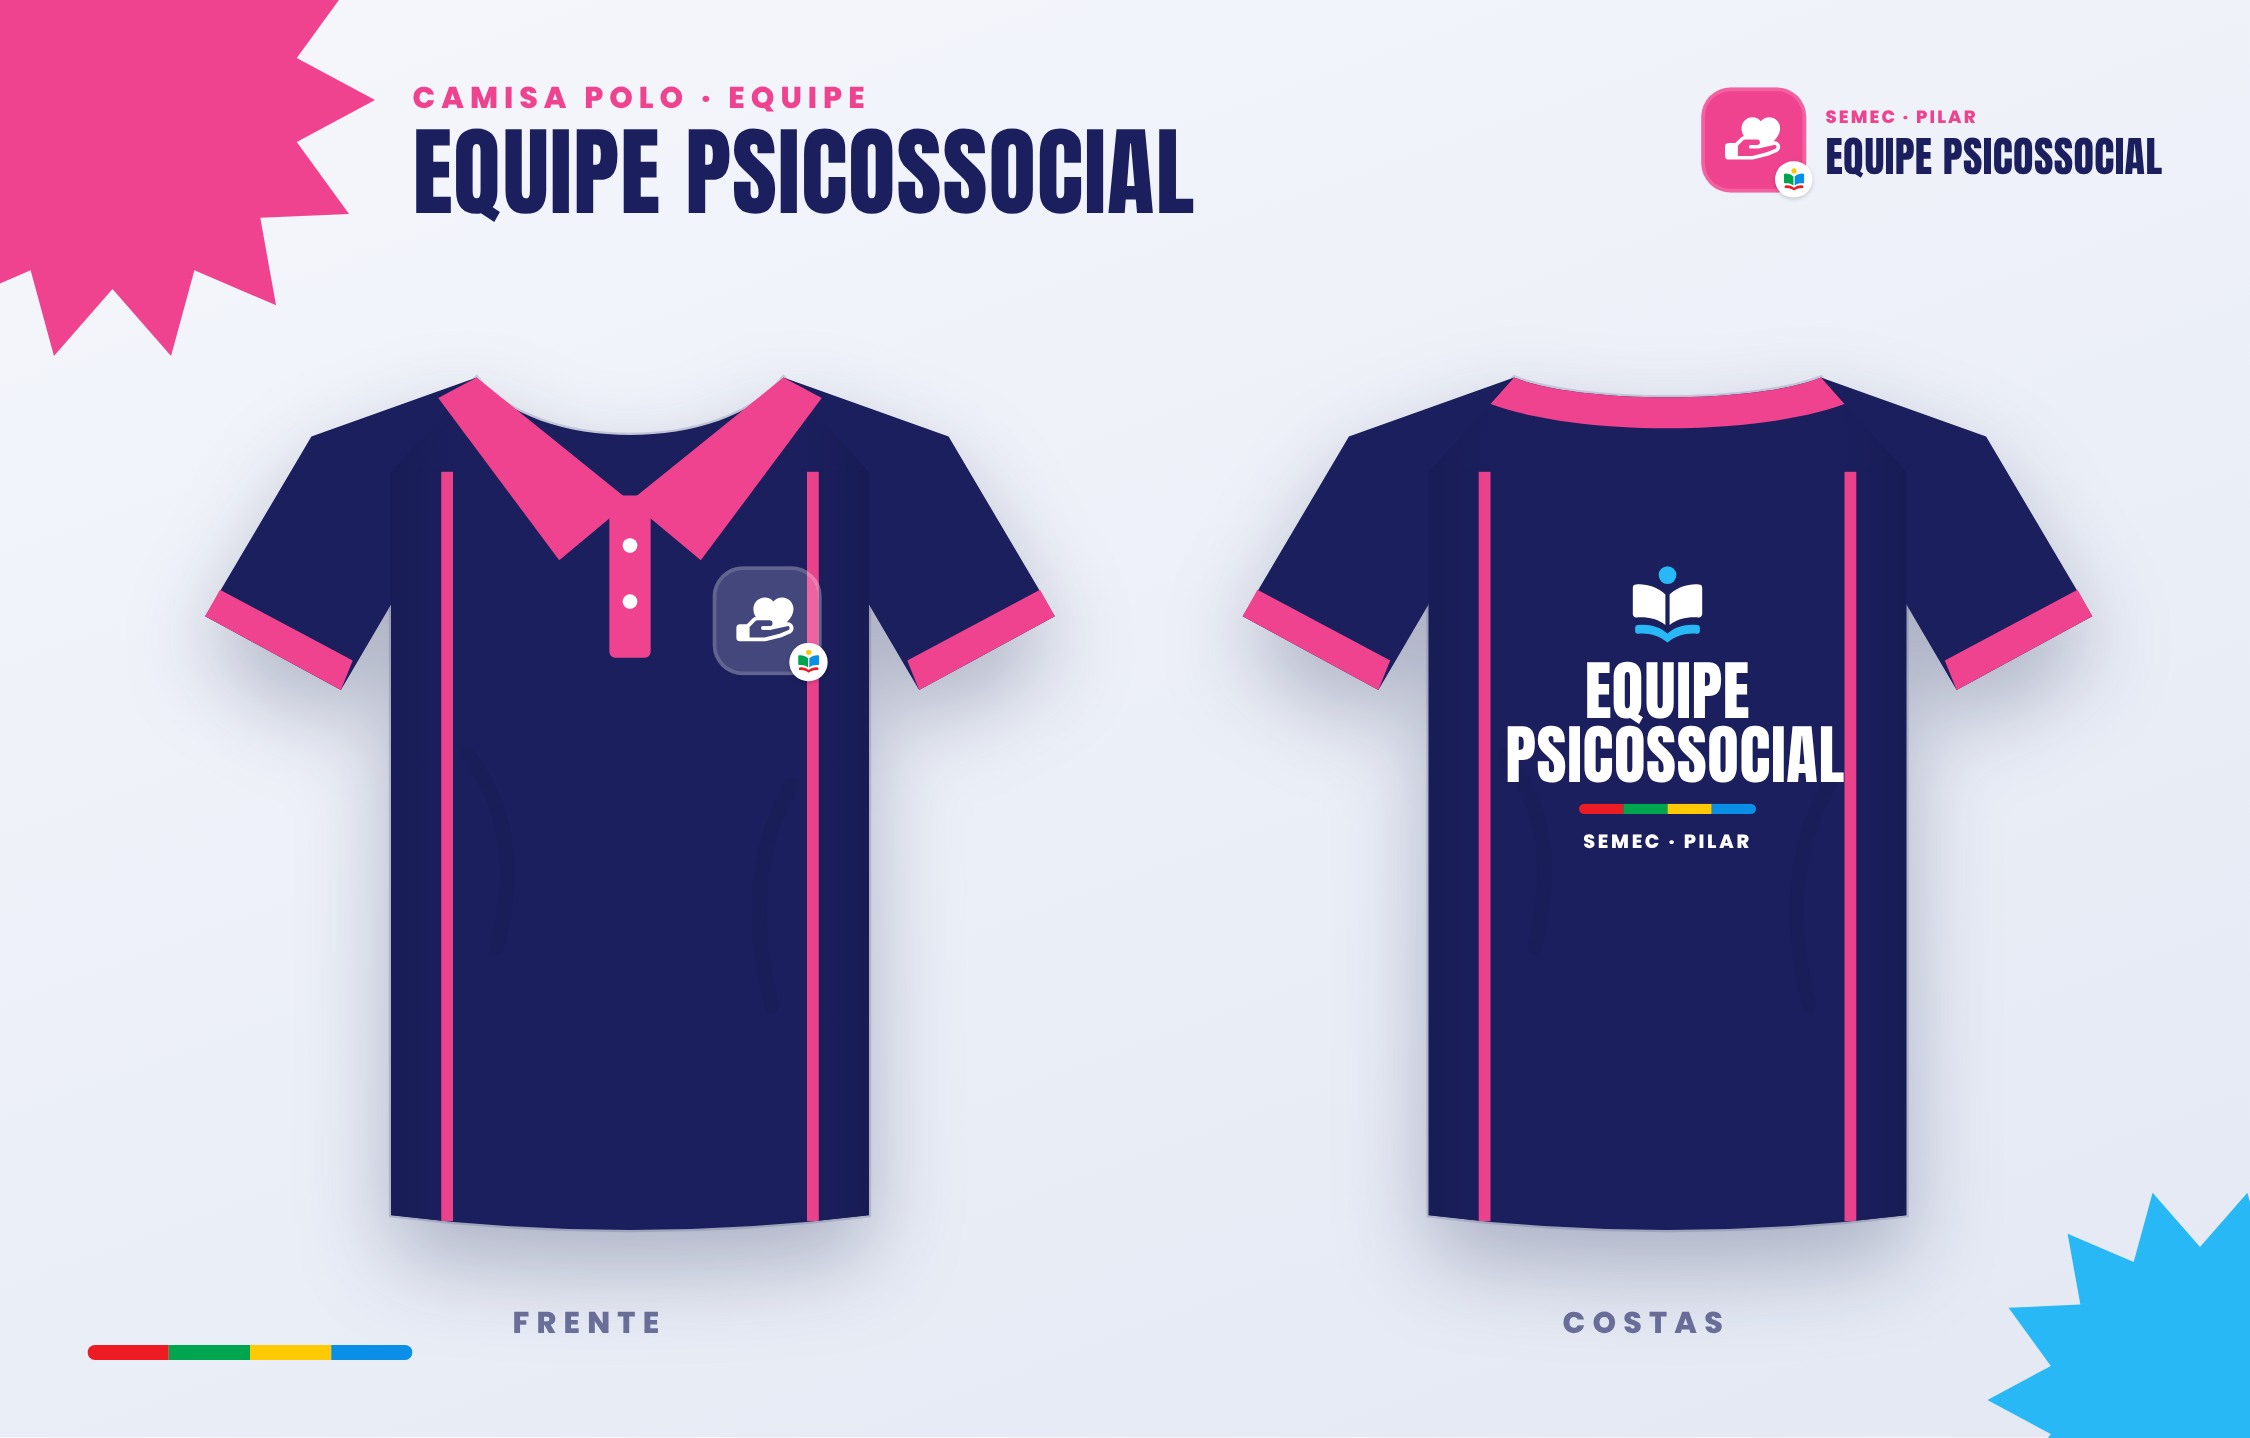 CAMISA POLO · EQUIPE
EQUIPE PSICOSSOCIAL
SEMEC · PILAR
EQUIPE PSICOSSOCIAL
EQUIPE
PSICOSSOCIAL
SEMEC · PILAR
FRENTE
COSTAS